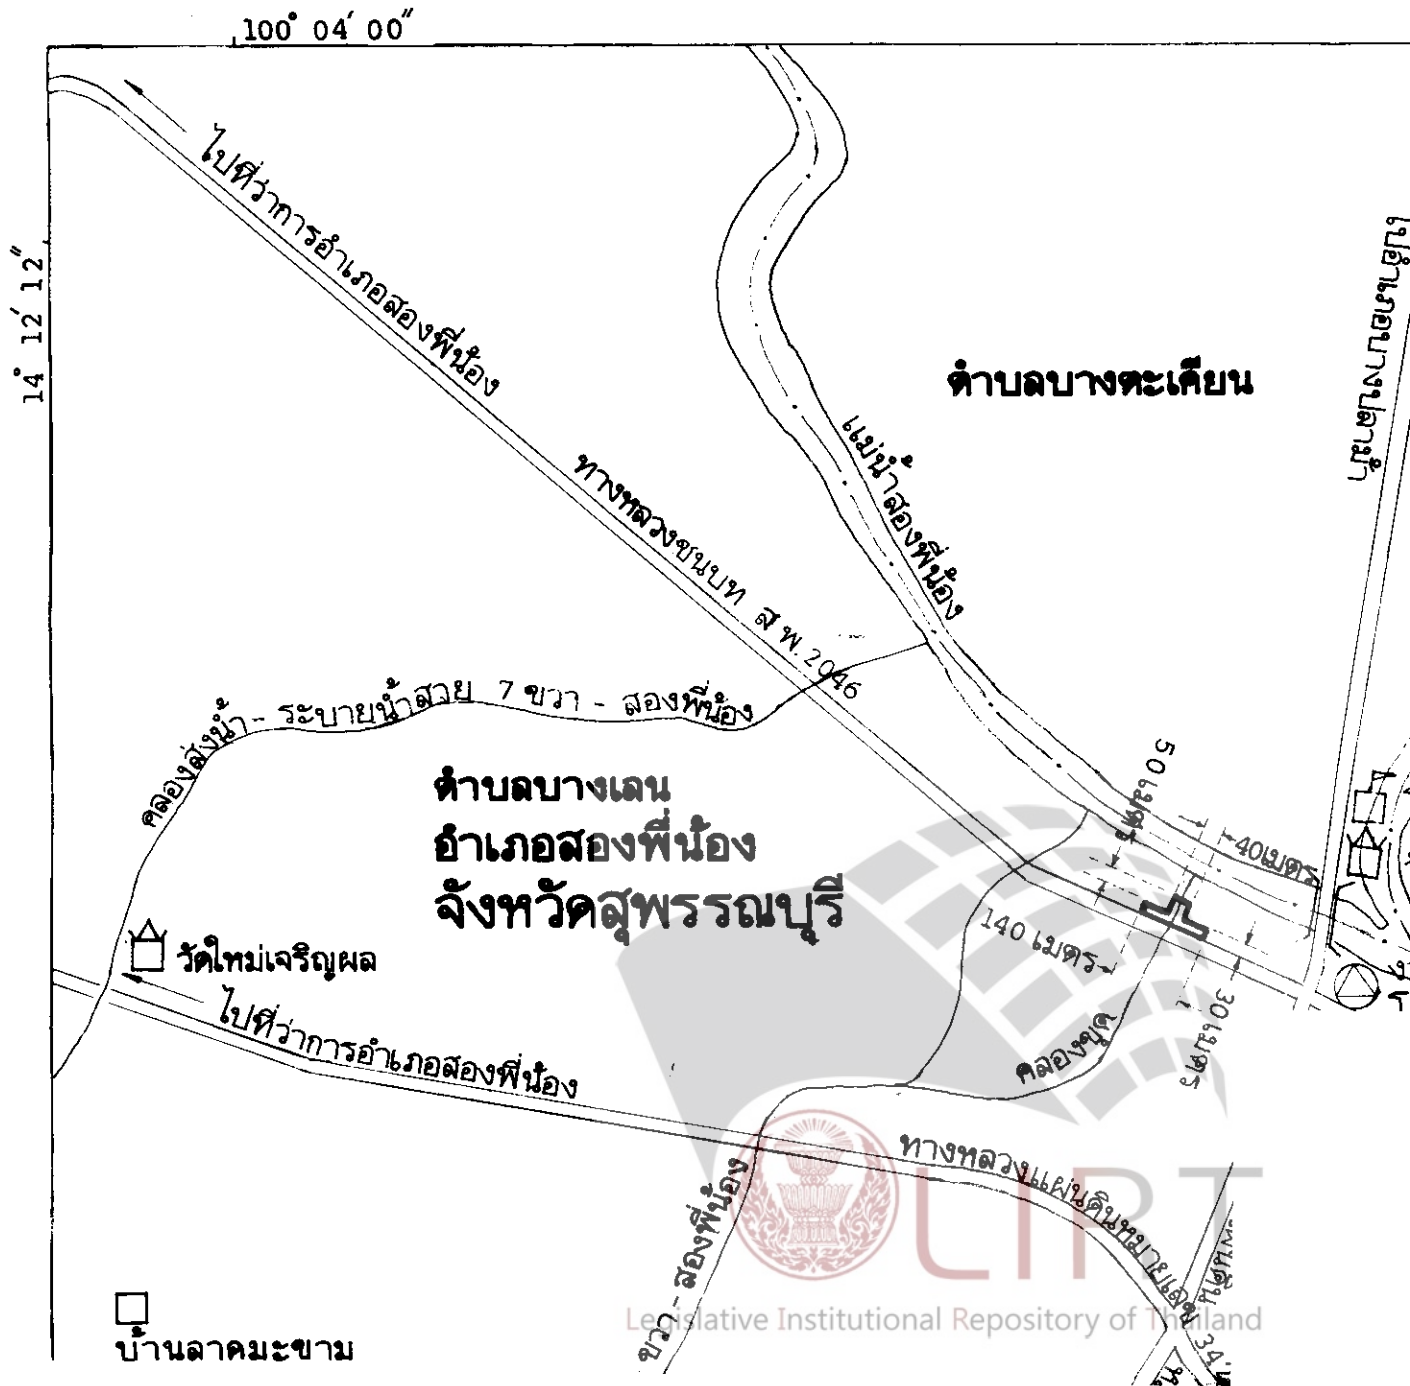 100° 04′ 00″
14° 12′ 12″
ไปที่ว่าการอำเภอสองพี่น้อง
ไปอำเภอบางปลาม้า
ตำบลบางตะเคียน
แม่น้ำสองพี่น้อง
ทางหลวงชนบท สพ.2046
คลองส่งน้ำ - ระบายน้ำสาย 7 ขวา - สองพี่น้อง
50 เมตร
40เมตร
ตำบลบางเลน
อำเภอสองพี่น้อง
จังหวัดสุพรรณบุรี
140 เมตร
30 เมตร
วัดใหม่เจริญผล
ไปที่ว่าการอำเภอสองพี่น้อง
คลองขุด
ทางหลวงแผ่นดินหมายเลข 34
ขวา - สองพี่น้อง
LIRT
Legislative Institutional Repository of Thailand
บ้านลาดมะขาม